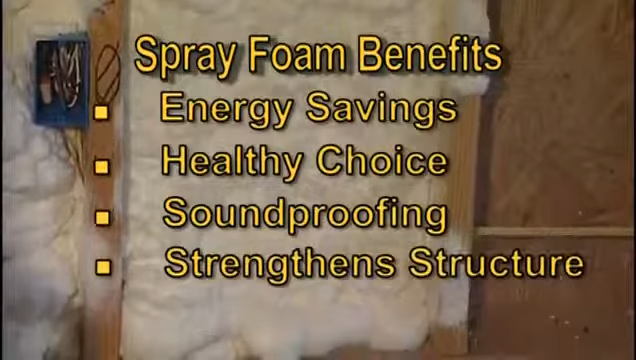 Spray Foam Benefits
▪ Energy Savings
▪ Healthy Choice
▪ Soundproofing
▪ Strengthens Structure